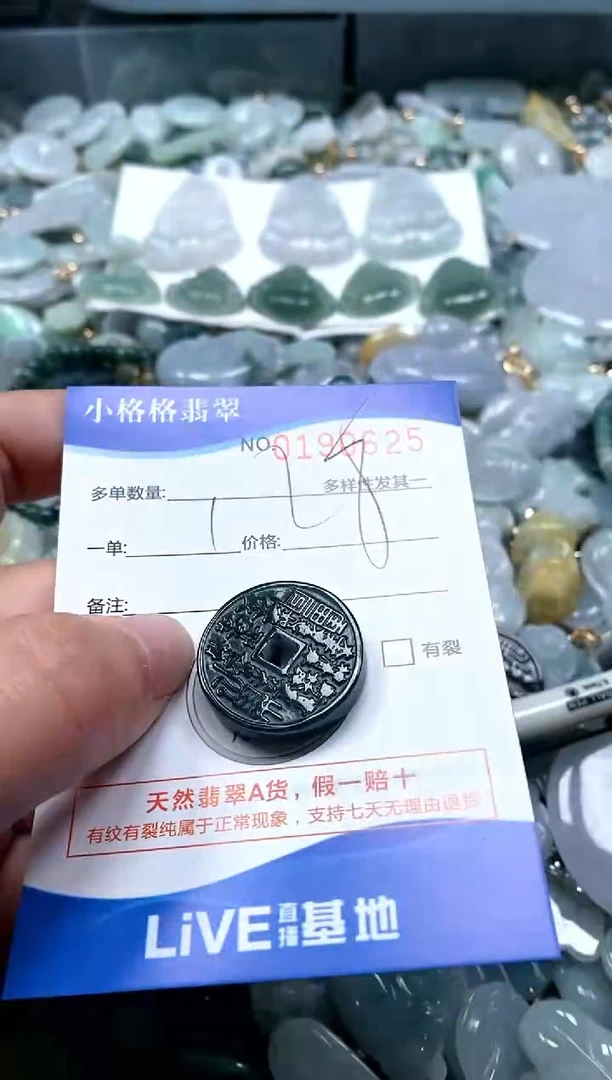 小格格翡翠
NO.0190625
多单数量: 多样性发其一
一单: 价格:
备注:
有裂
天然翡翠A货，假一赔十
有纹有裂纯属于正常现象，支持七天无理由退换
LiVE直播基地